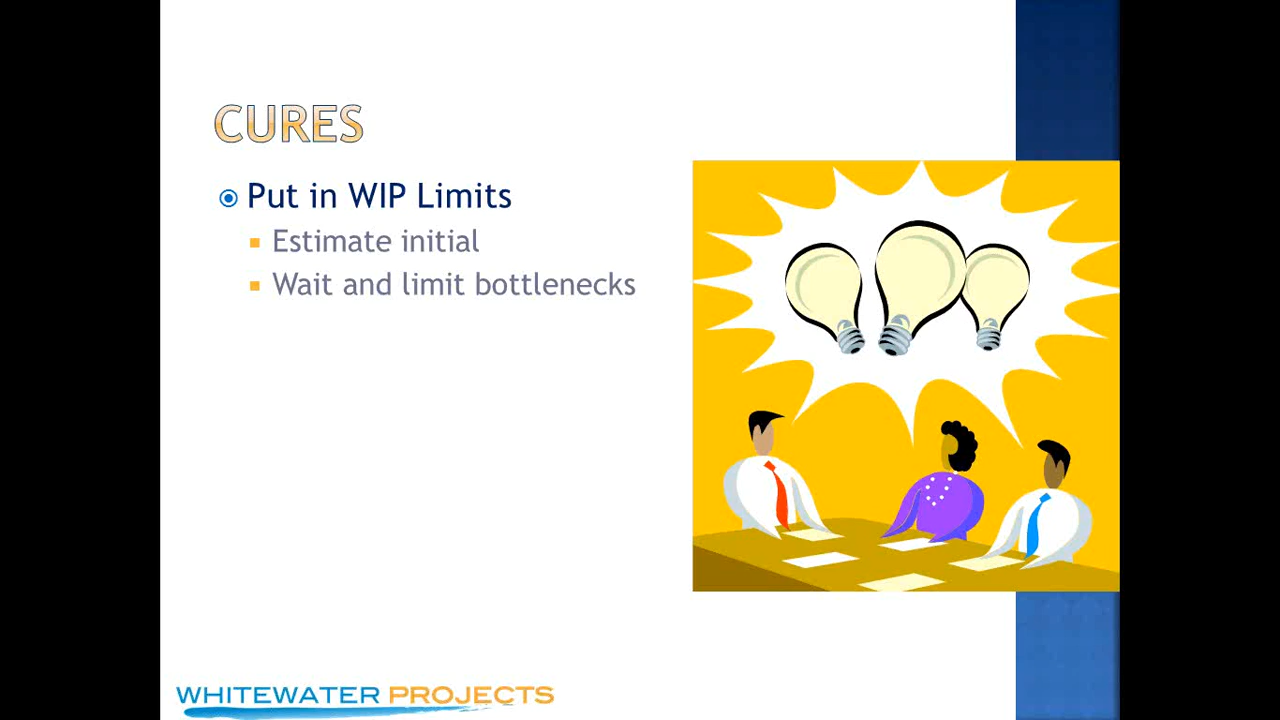 CURES
Put in WIP Limits
Estimate initial
Wait and limit bottlenecks
WHITEWATER PROJECTS